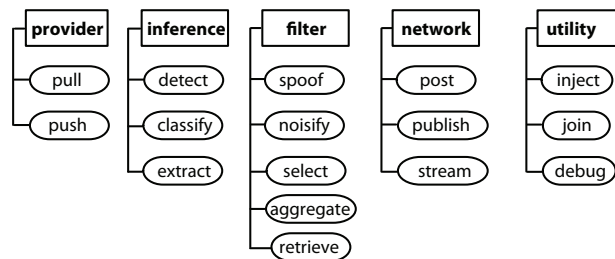 provider
pull
push
inference
detect
classify
extract
filter
spoof
noisify
select
aggregate
retrieve
network
post
publish
stream
utility
inject
join
debug